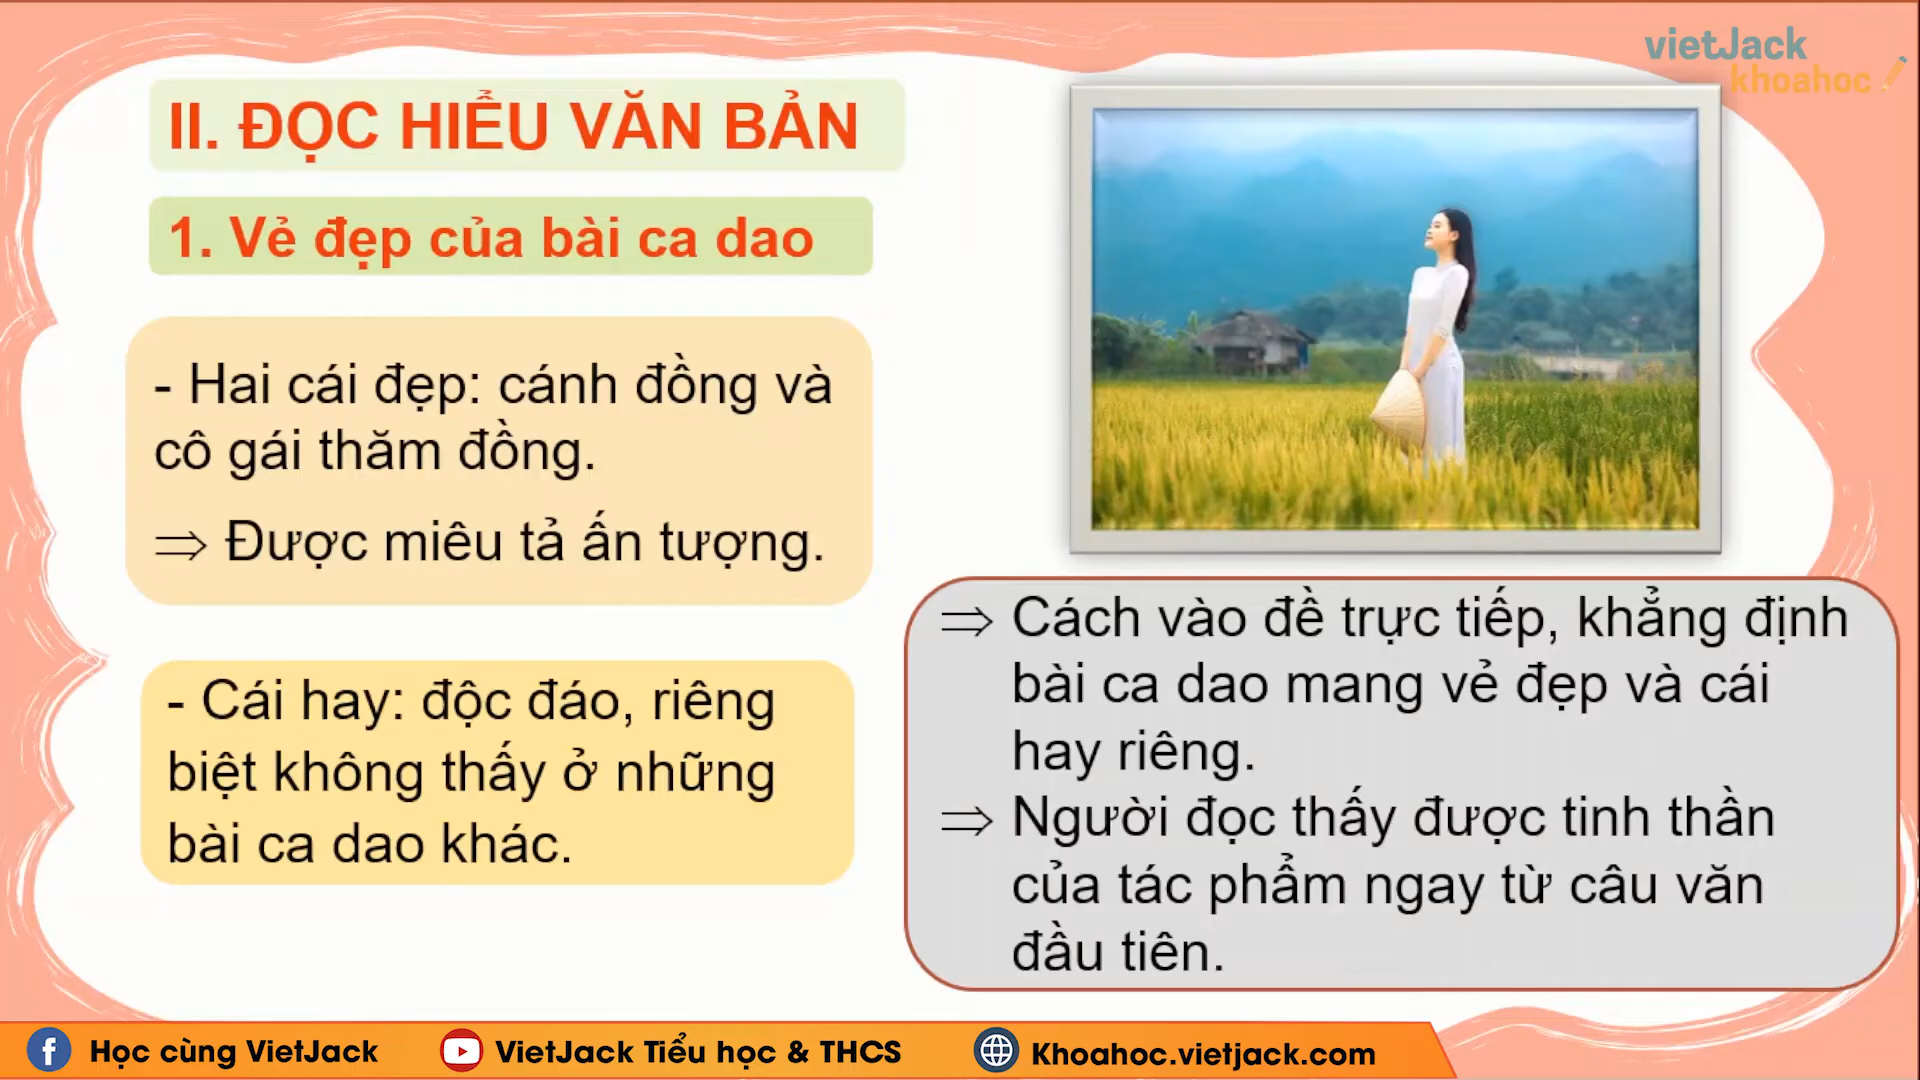 vietJack
khoahoc
II. ĐỌC HIỂU VĂN BẢN
1. Vẻ đẹp của bài ca dao
- Hai cái đẹp: cánh đồng và
cô gái thăm đồng.
⇒ Được miêu tả ấn tượng.
- Cái hay: độc đáo, riêng
biệt không thấy ở những
bài ca dao khác.
⇒ Cách vào đề trực tiếp, khẳng định
bài ca dao mang vẻ đẹp và cái
hay riêng.
⇒ Người đọc thấy được tinh thần
của tác phẩm ngay từ câu văn
đầu tiên.
Học cùng VietJack
VietJack Tiểu học & THCS
Khoahoc.vietjack.com